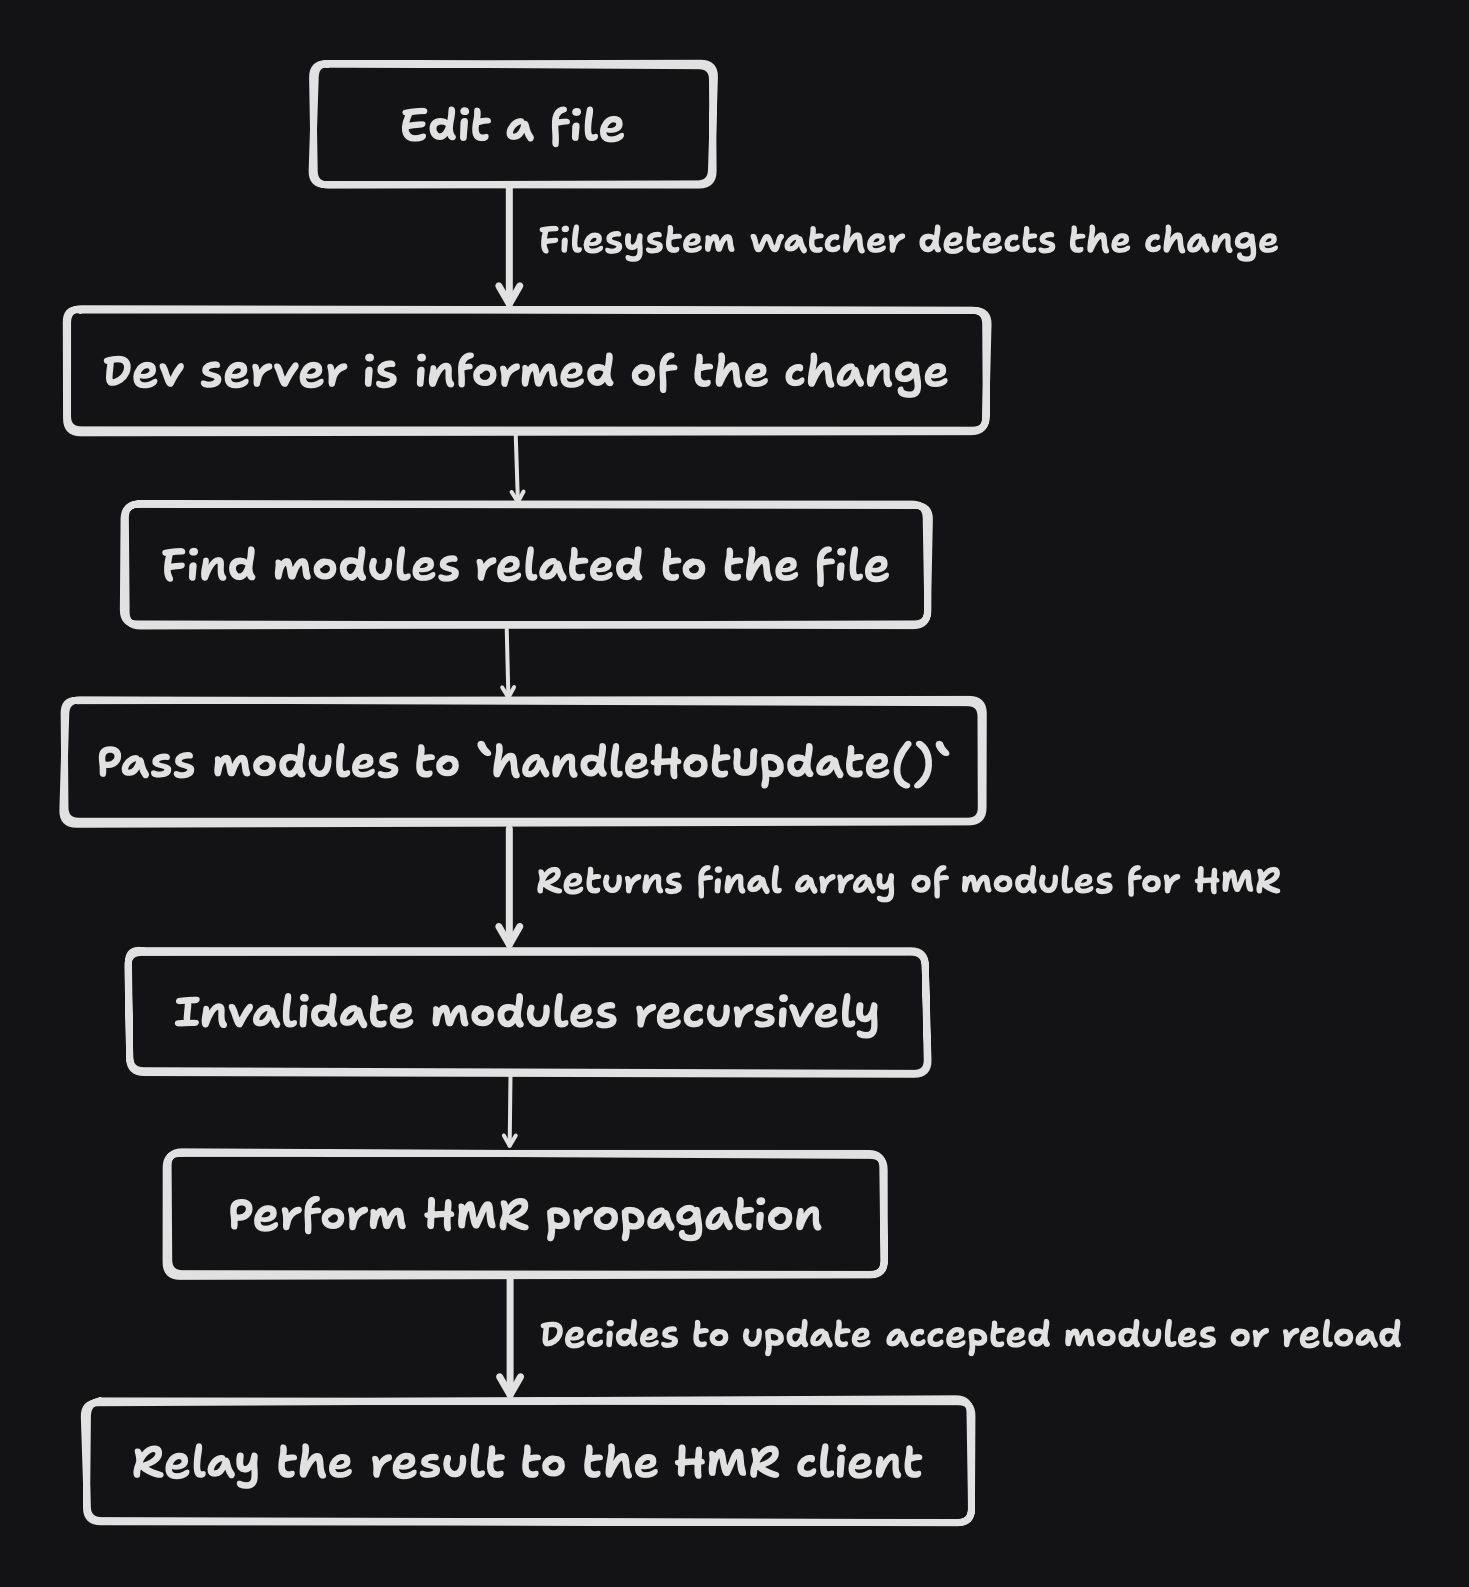 Edit a file
Filesystem watcher detects the change
Dev server is informed of the change
Find modules related to the file
Pass modules to `handleHotUpdate()`
Returns final array of modules for HMR
Invalidate modules recursively
Perform HMR propagation
Decides to update accepted modules or reload
Relay the result to the HMR client